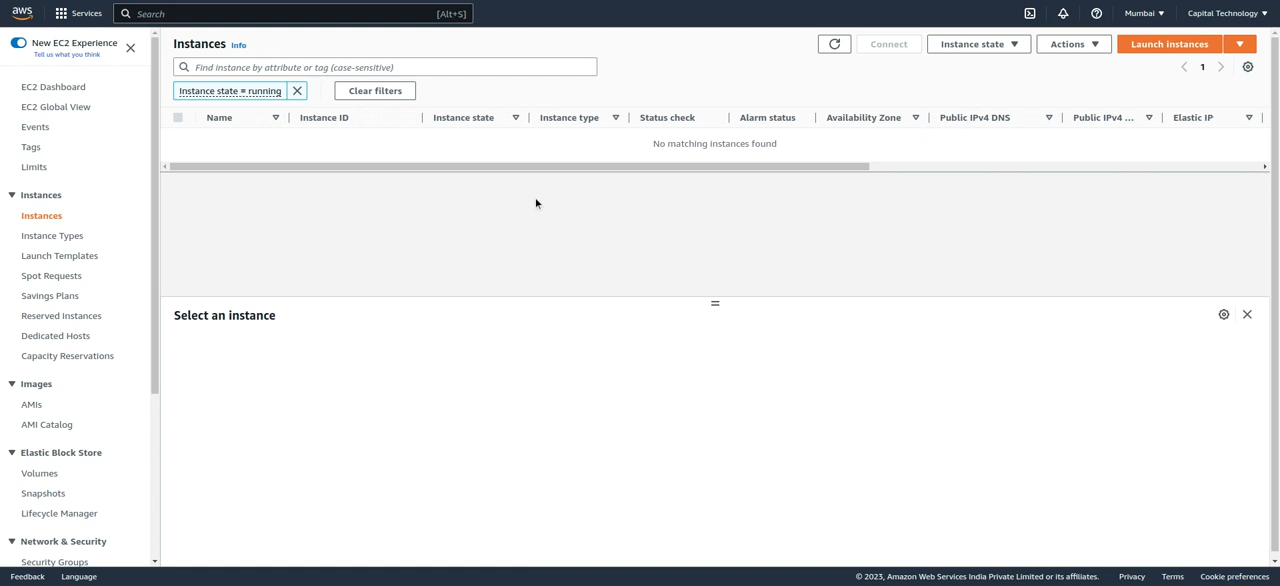 aws Services Search [Alt+S] Mumbai Capital Technology
New EC2 Experience
Tell us what you think
EC2 Dashboard
EC2 Global View
Events
Tags
Limits
Instances
Instances
Instance Types
Launch Templates
Spot Requests
Savings Plans
Reserved Instances
Dedicated Hosts
Capacity Reservations
Images
AMIs
AMI Catalog
Elastic Block Store
Volumes
Snapshots
Lifecycle Manager
Network & Security
Security Groups
Instances Info Connect Instance state Actions Launch instances
Find instance by attribute or tag (case-sensitive) 1
Instance state = running Clear filters
Name Instance ID Instance state Instance type Status check Alarm status Availability Zone Public IPv4 DNS Public IPv4 ... Elastic IP
No matching instances found
Select an instance
Feedback Language © 2023, Amazon Web Services India Private Limited or its affiliates. Privacy Terms Cookie preferences